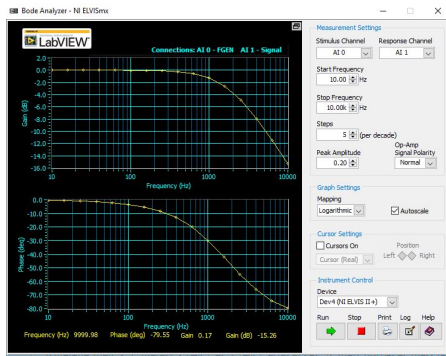 Bode Analyzer - NI ELVISmx
LabVIEW
Connections: AI 0 - FGEN AI 1 - Signal
Gain (dB)
2.0
0.0
-2.0
-4.0
-6.0
-8.0
-10.0
-12.0
-14.0
-16.0
10 100 1000 10000
Frequency (Hz)
Phase (deg)
0.0
-10.0
-20.0
-30.0
-40.0
-50.0
-60.0
-70.0
-80.0
10 100 1000 10000
Frequency (Hz)
Frequency (Hz) 9999.98 Phase (deg) -79.55 Gain 0.17 Gain (dB) -15.26
Measurement Settings
Stimulus Channel Response Channel
AI 0 AI 1
Start Frequency
10.00 Hz
Stop Frequency
10.00k Hz
Steps
5 (per decade)
Peak Amplitude Op-Amp Signal Polarity
0.20 Normal
Graph Settings
Mapping
Logarithmic Autoscale
Cursor Settings
Cursors On Position
Cursor (Real) Left Right
Instrument Control
Device
Dev4 (NI ELVIS II+)
Run Stop Print Log Help